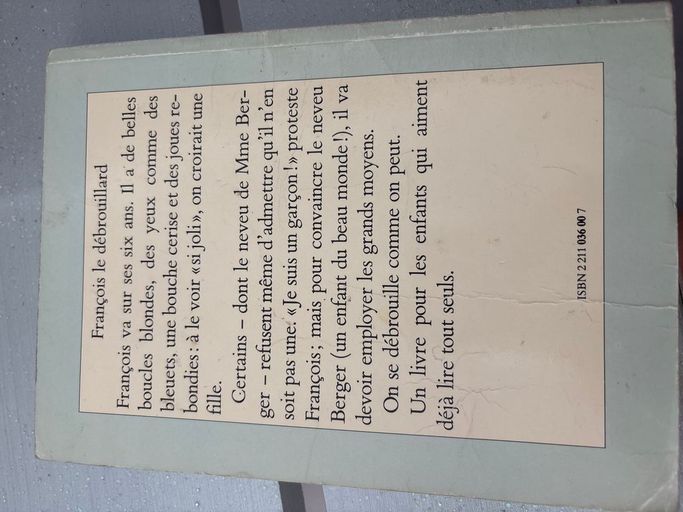 François le débrouillard
François va sur ses six ans. Il a de belles
boucles blondes, des yeux comme des
bleuets, une bouche cerise et des joues re-
bondies : à le voir « si joli », on croirait une
fille.
Certains – dont le neveu de Mme Ber-
ger – refusent même d'admettre qu'il n'en
soit pas une. « Je suis un garçon ! » proteste
François ; mais pour convaincre le neveu
Berger (un enfant du beau monde !), il va
devoir employer les grands moyens.
On se débrouille comme on peut.
Un livre pour les enfants qui aiment
déjà lire tout seuls.
ISBN 2 211 036 00 7